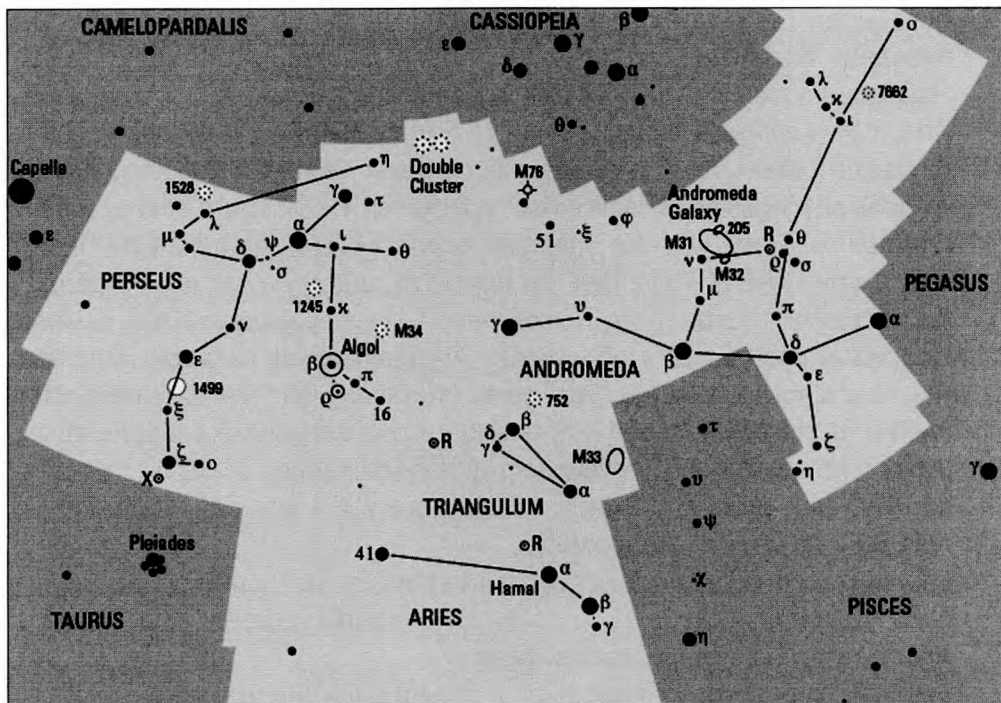 CAMELOPARDALIS
CASSIOPEIA
β
ο
ε
γ
δ
α
λ
κ
7662
ι
θ
Capella
η
Double
Cluster
M76
1528
γ
τ
λ
Andromeda
Galaxy
205
φ
51
ξ
μ
α
ι
θ
δ
ψ
σ
M31
R
θ
ν
M32
ρ
σ
ε
PERSEUS
PEGASUS
1245
κ
M34
μ
π
υ
γ
α
ν
β
Algol
β
δ
ε
ε
π
ANDROMEDA
1499
ρ
16
752
ξ
β
τ
ζ
R
δ
γ
M33
η
γ
ζ
ο
χ
α
υ
TRIANGULUM
ψ
Pleiades
41
R
α
Hamal
χ
β
TAURUS
ARIES
γ
PISCES
η